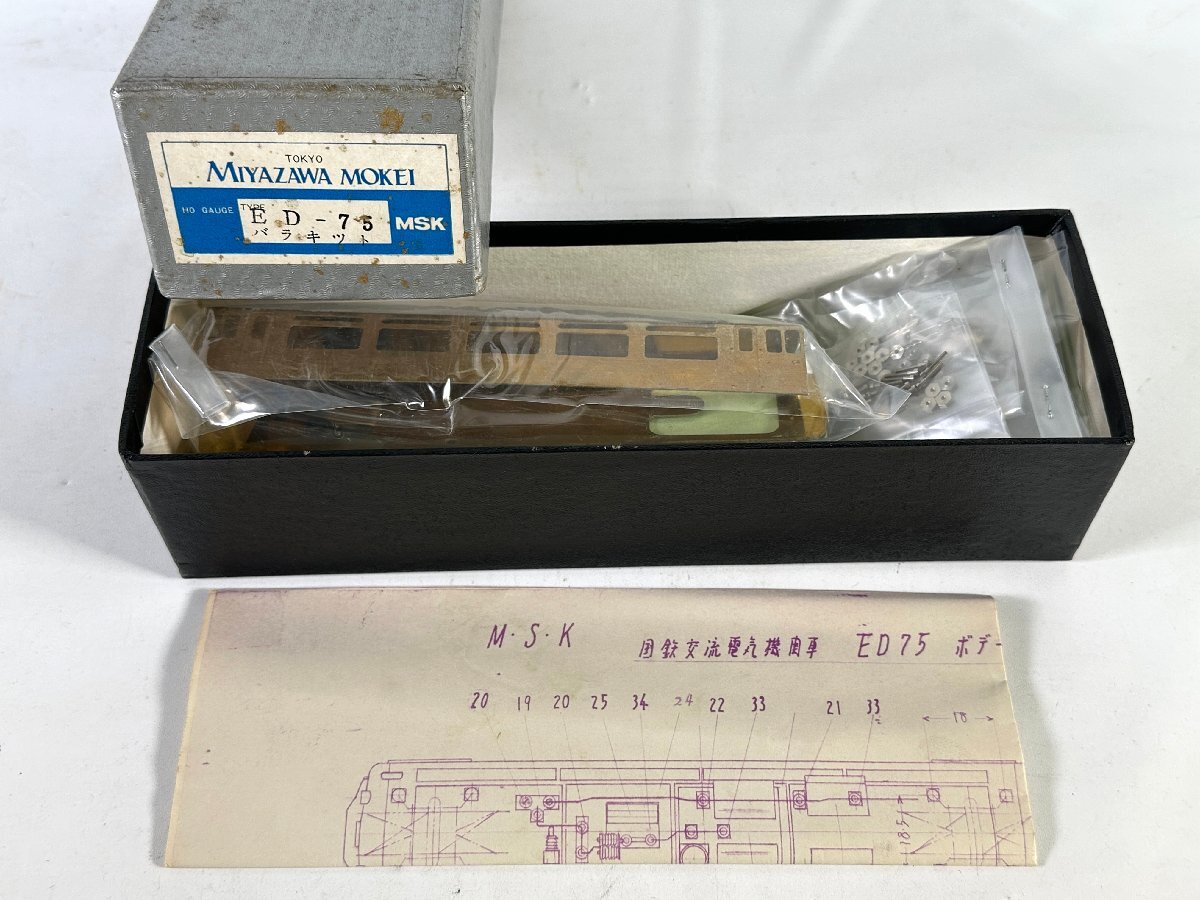 TOKYO
MIYAZAWA MOKEI
HO GAUGE TYPE ED-75 MSK
バラキット
M・S・K 国鉄交流電気機関車 ED75 ボデー
20 19 20 25 34 24 22 33 21 33
18.5